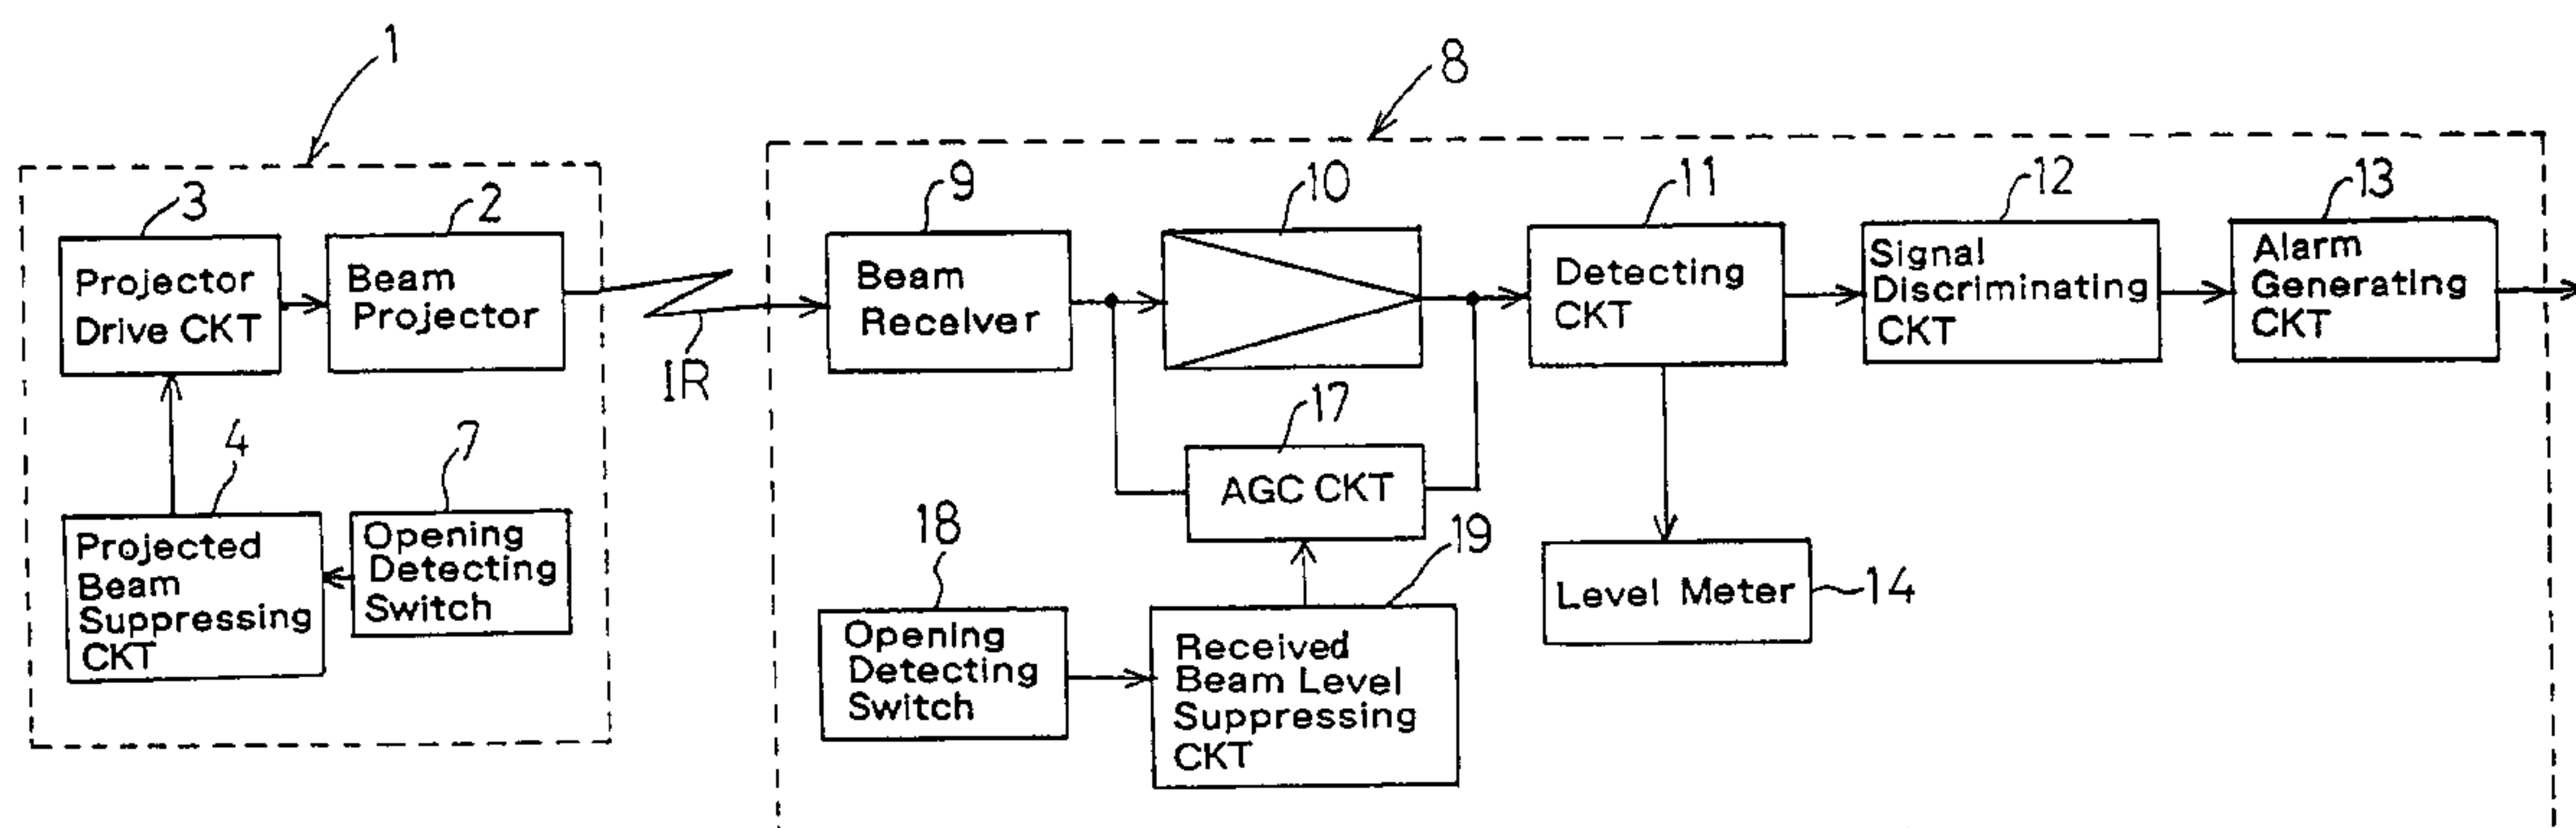 1
8
3
2
9
10
11
12
13
Projector
Drive CKT
Beam
Projector
IR
Beam
Receiver
Detecting
CKT
Signal
Discriminating
CKT
Alarm
Generating
CKT
4
7
17
Projected
Beam
Suppressing
CKT
Opening
Detecting
Switch
AGC CKT
18
19
Opening
Detecting
Switch
Received
Beam Level
Suppressing
CKT
Level Meter
14